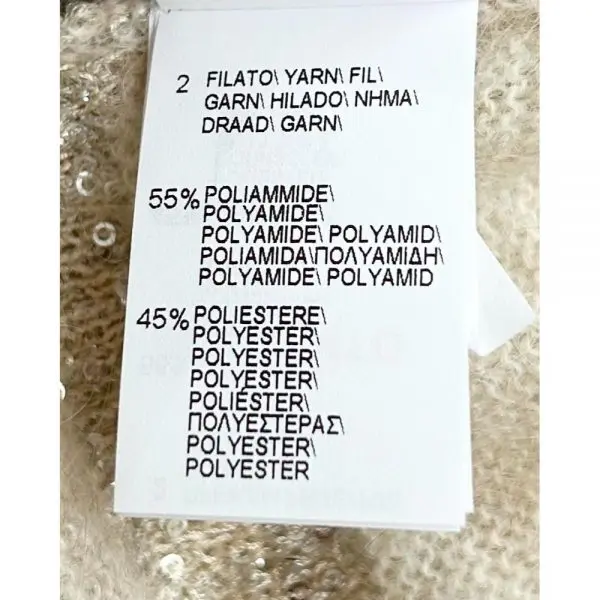 2 FILATO\ YARN\ FIL\
GARN\ HILADO\ ΝΗΜΑ\
DRAAD\ GARN\
55% POLIAMMIDE\
POLYAMIDE\
POLYAMIDE\ POLYAMID\
POLIAMIDA\ΠΟΛΥΑΜΙΔΗ\
POLYAMIDE\ POLYAMID
45% POLIESTERE\
POLYESTER\
POLYESTER\
POLYESTER\
POLIÉSTER\
ΠΟΛΥΕΣΤΕΡΑΣ\
POLYESTER\
POLYESTER